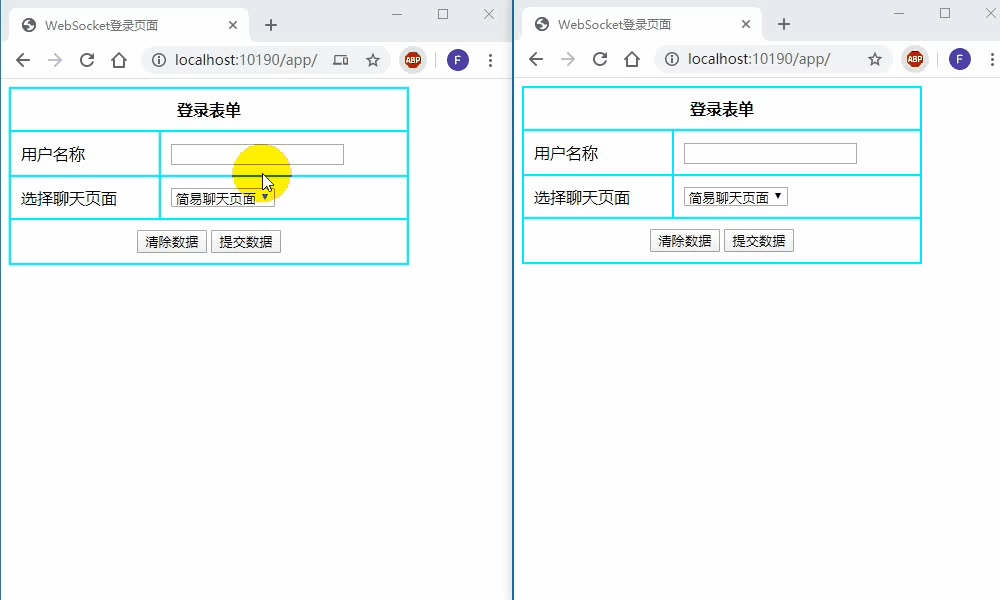 WebSocket登录页面
localhost:10190/app/
ABP
F
登录表单
用户名称
选择聊天页面
简易聊天页面
清除数据 提交数据
WebSocket登录页面
localhost:10190/app/
ABP
F
登录表单
用户名称
选择聊天页面
简易聊天页面
清除数据 提交数据